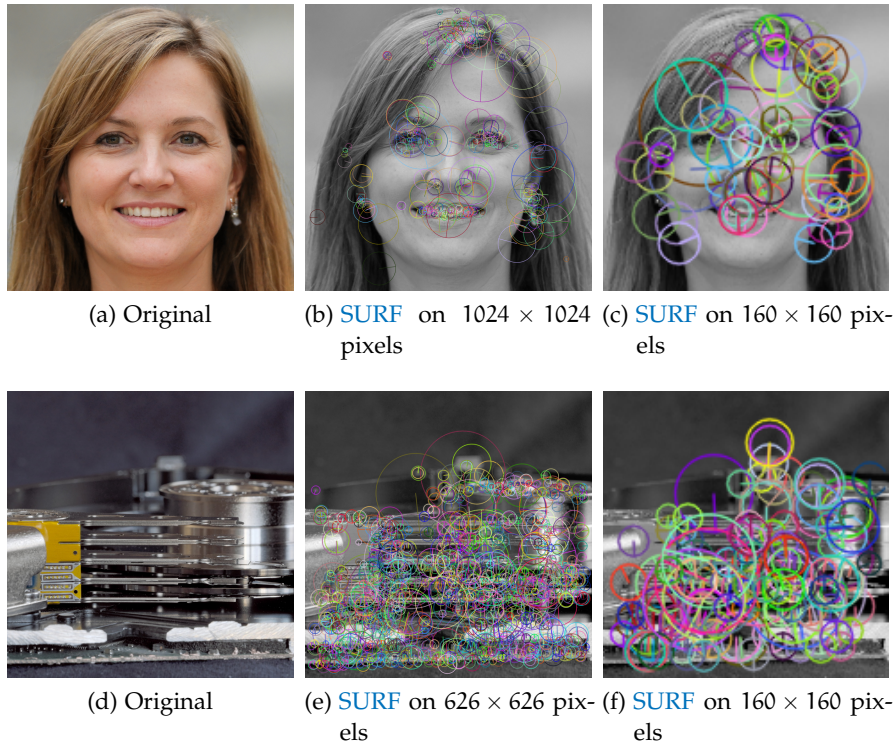 (a) Original
(b) SURF on 1024 × 1024
pixels
(c) SURF on 160 × 160 pix-
els
(d) Original
(e) SURF on 626 × 626 pix-
els
(f) SURF on 160 × 160 pix-
els